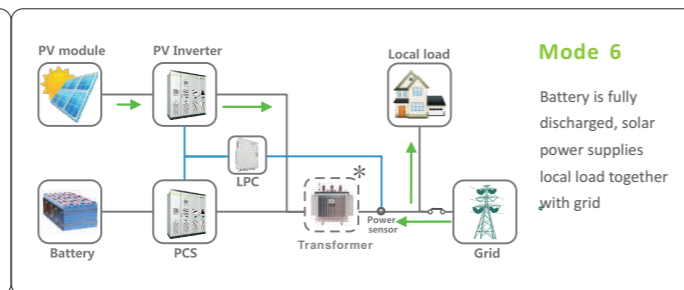 PV module
PV Inverter
Local load
Mode 6
Battery is fully
discharged, solar
power supplies
local load together
with grid
LPC
*
Battery
PCS
Transformer
Power
sensor
Grid